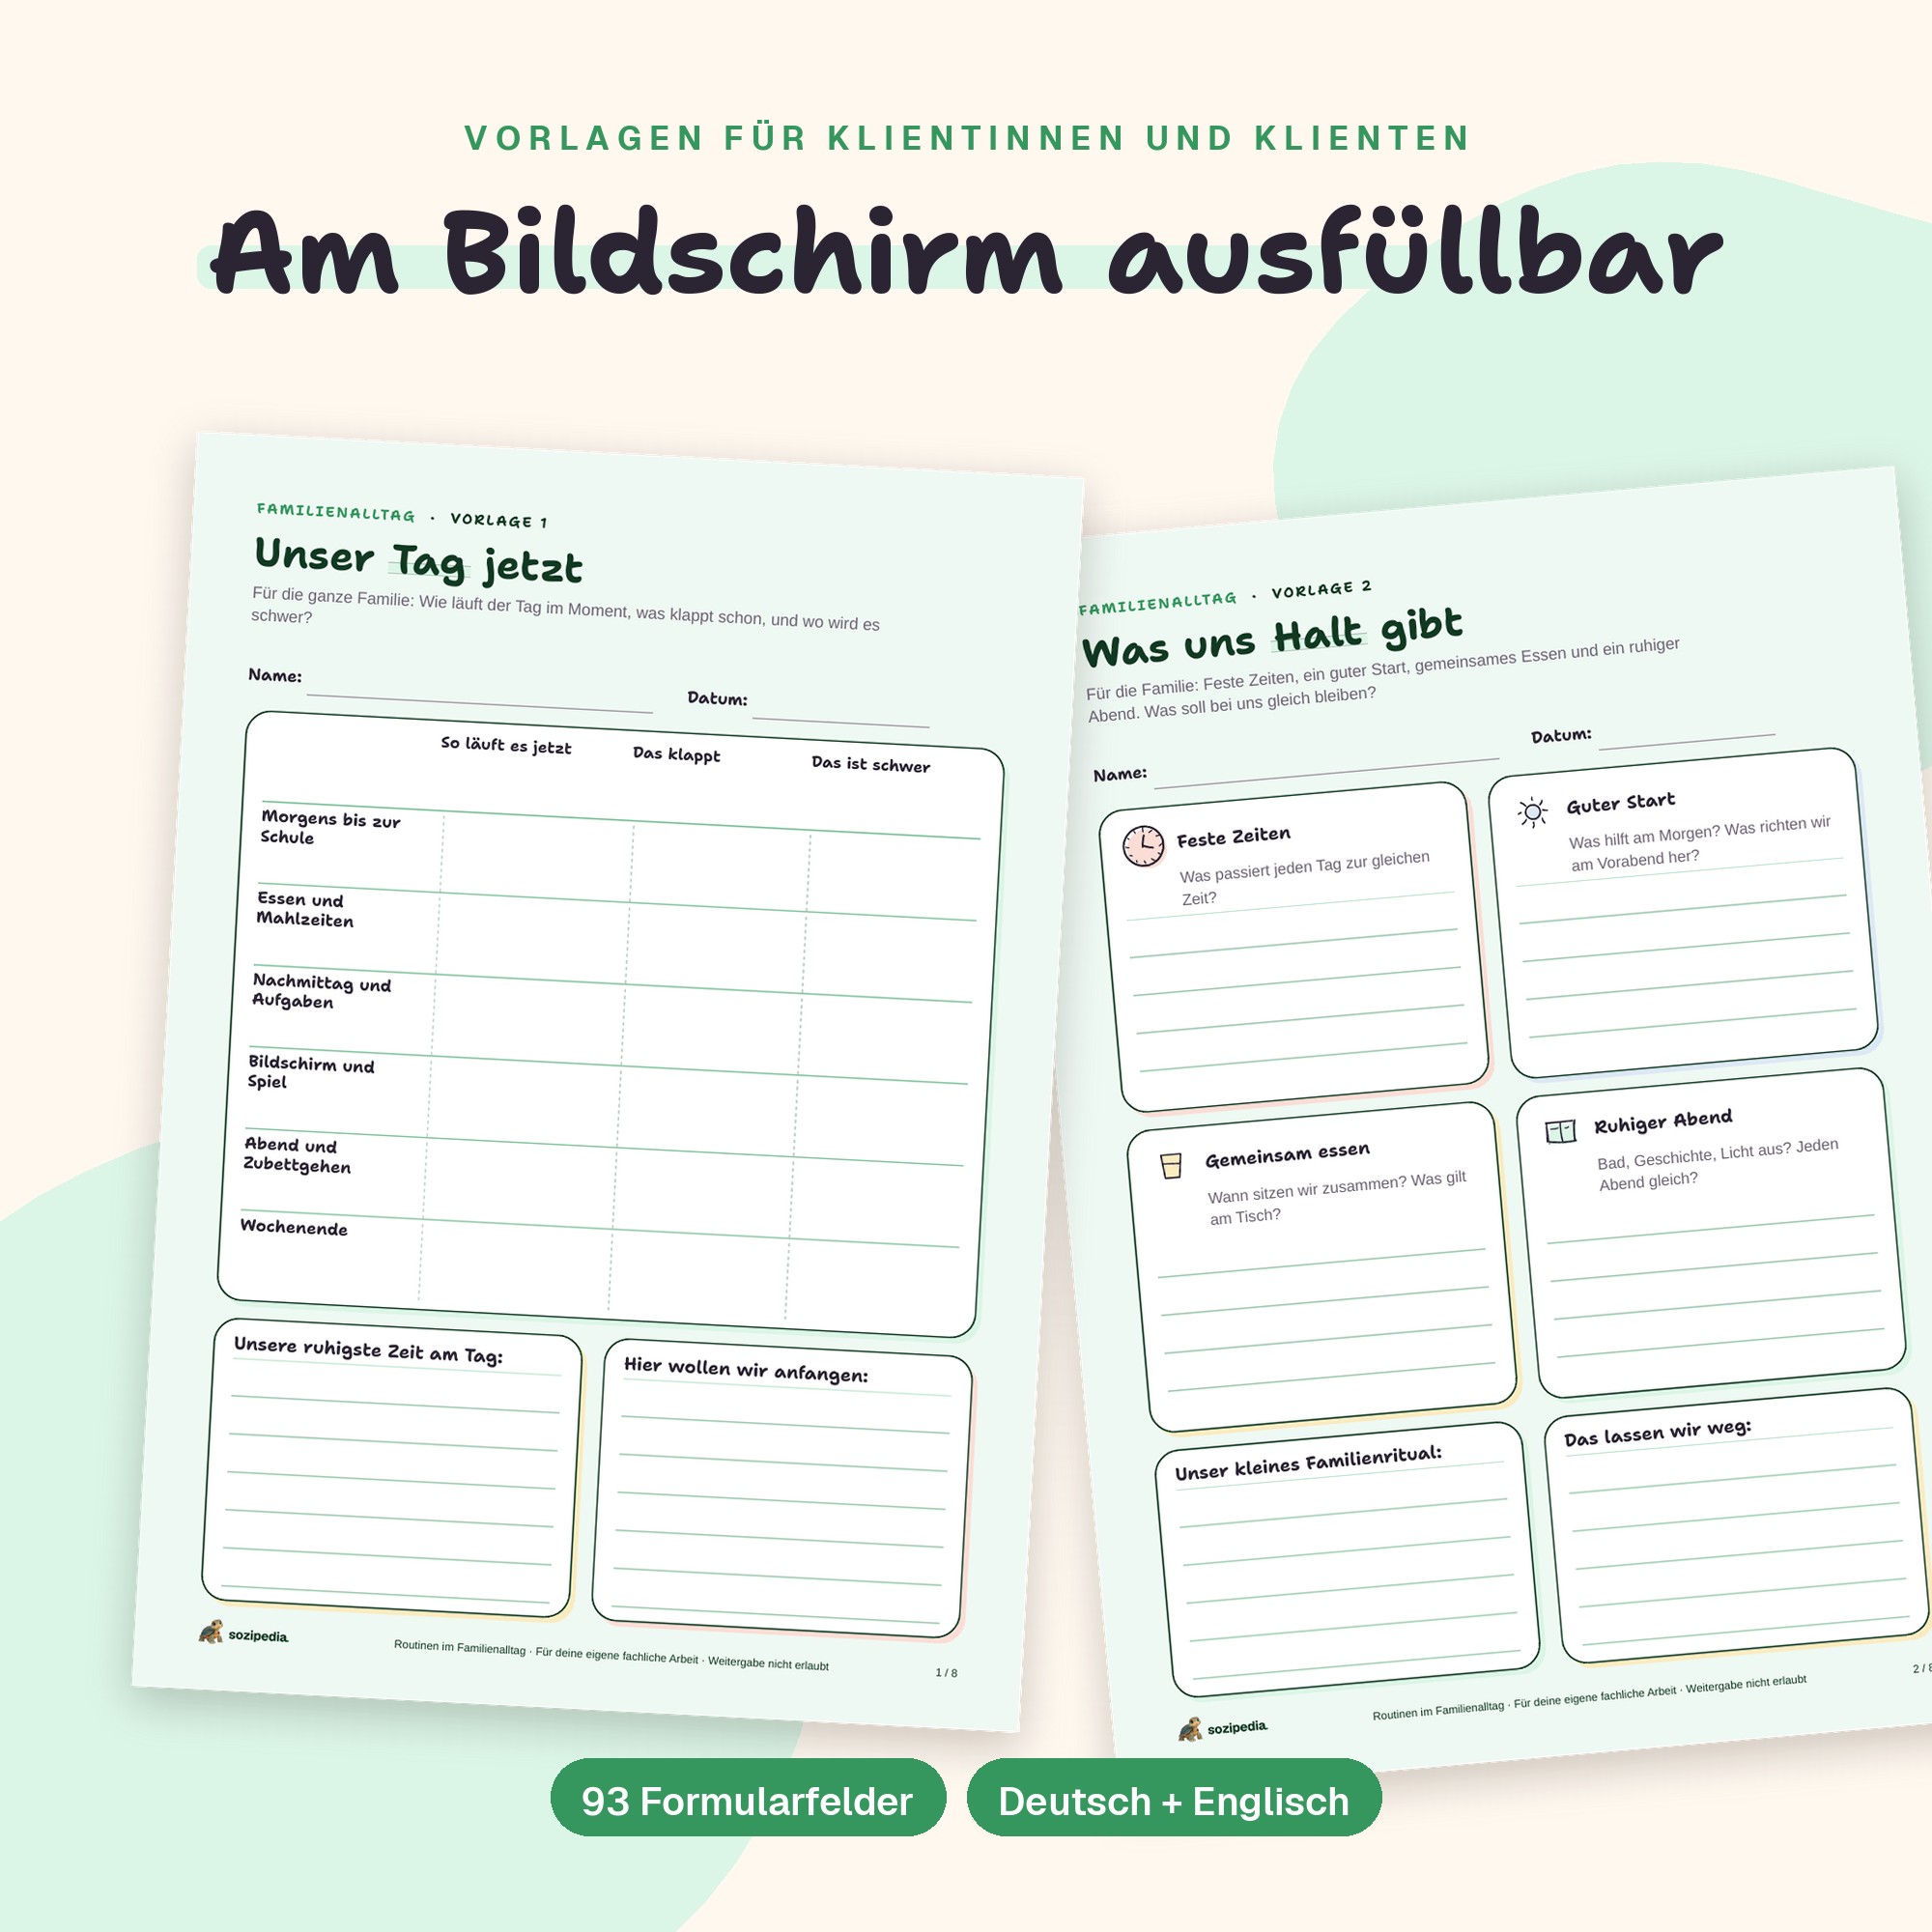 VORLAGEN FÜR KLIENTINNEN UND KLIENTEN
Am Bildschirm ausfüllbar
FAMILIENALLTAG · VORLAGE 1
Unser Tag jetzt
Für die ganze Familie: Wie läuft der Tag im Moment, was klappt schon, und wo wird es
schwer?
Name:
Datum:
So läuft es jetzt
Das klappt
Das ist schwer
Morgens bis zur
Schule
Essen und
Mahlzeiten
Nachmittag und
Aufgaben
Bildschirm und
Spiel
Abend und
Zubettgehen
Wochenende
Unsere ruhigste Zeit am Tag:
Hier wollen wir anfangen:
sozipedia.
Routinen im Familienalltag · Für deine eigene fachliche Arbeit · Weitergabe nicht erlaubt
1 / 8
FAMILIENALLTAG · VORLAGE 2
Was uns Halt gibt
Für die Familie: Feste Zeiten, ein guter Start, gemeinsames Essen und ein ruhiger
Abend. Was soll bei uns gleich bleiben?
Name:
Datum:
Feste Zeiten
Was passiert jeden Tag zur gleichen
Zeit?
Guter Start
Was hilft am Morgen? Was richten wir
am Vorabend her?
Gemeinsam essen
Wann sitzen wir zusammen? Was gilt
am Tisch?
Ruhiger Abend
Bad, Geschichte, Licht aus? Jeden
Abend gleich?
Unser kleines Familienritual:
Das lassen wir weg:
sozipedia.
Routinen im Familienalltag · Für deine eigene fachliche Arbeit · Weitergabe nicht erlaubt
2 / 8
93 Formularfelder
Deutsch + Englisch